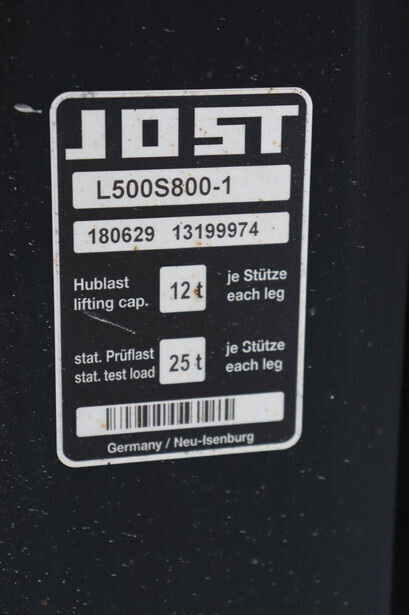 JOST
L500S800-1
180629 13199974
Hublast
lifting cap.
12 t
je Stütze
each leg
stat. Prüflast
stat. test load
25 t
je Stütze
each leg
Germany / Neu-Isenburg